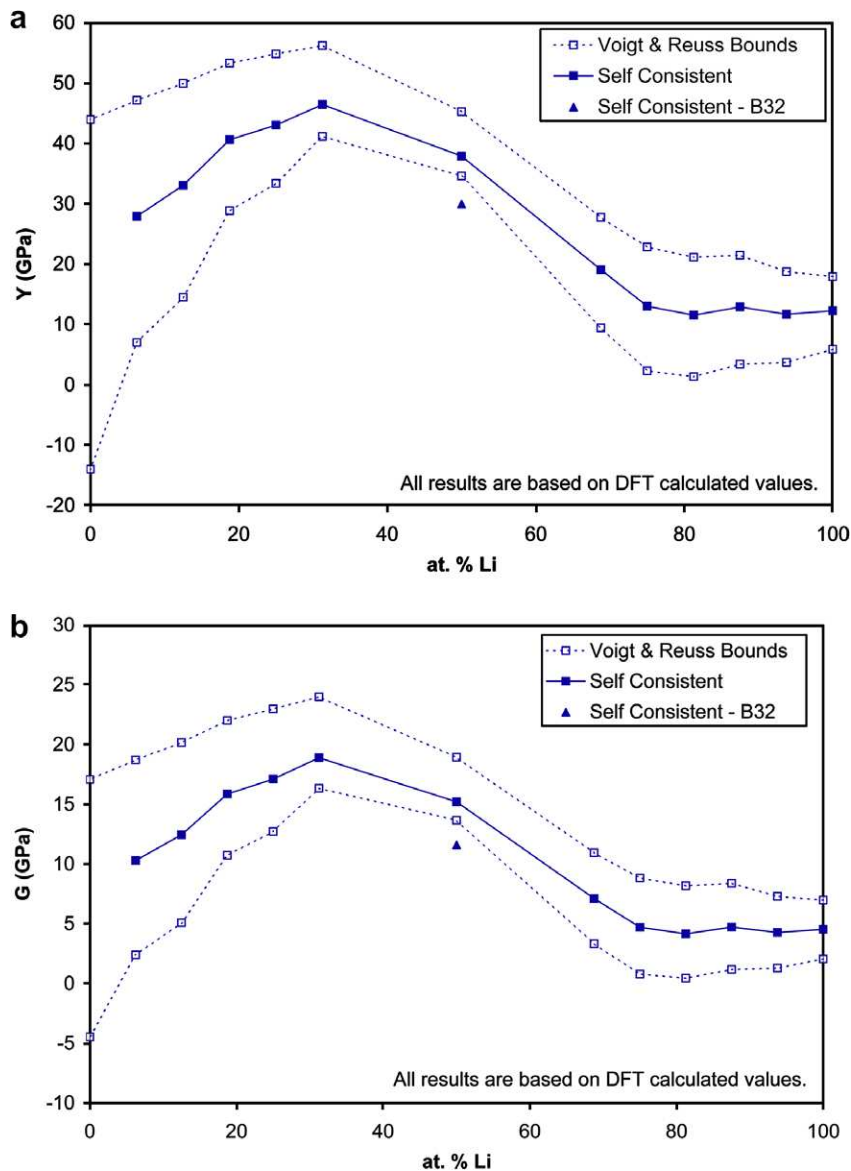 a
60
50
40
30
20
10
0
-10
-20
Y (GPa)
Voigt & Reuss Bounds
Self Consistent
Self Consistent - B32
All results are based on DFT calculated values.
0 20 40 60 80 100
at. % Li
b
30
25
20
15
10
5
0
-5
-10
G (GPa)
Voigt & Reuss Bounds
Self Consistent
Self Consistent - B32
All results are based on DFT calculated values.
0 20 40 60 80 100
at. % Li